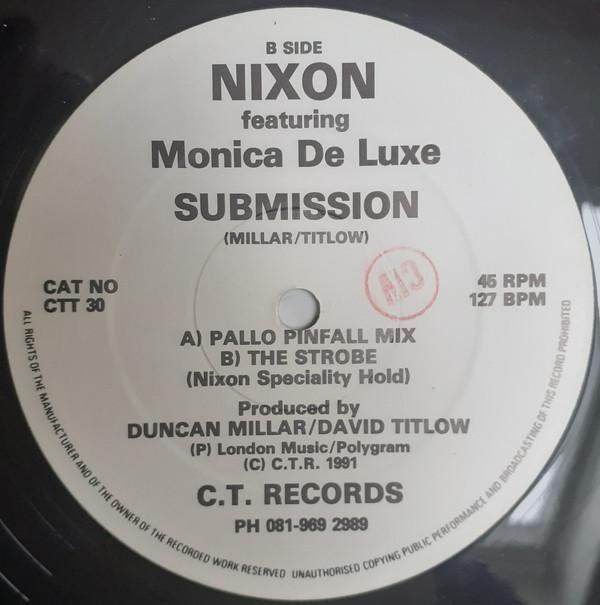 B SIDE
NIXON
featuring
Monica De Luxe
SUBMISSION
(MILLAR/TITLOW)
CAT NO
CTT 30
45 RPM
127 BPM
A) PALLO PINFALL MIX
B) THE STROBE
(Nixon Speciality Hold)
Produced by
DUNCAN MILLAR/DAVID TITLOW
(P) London Music/Polygram
(C) C.T.R. 1991
C.T. RECORDS
PH 081-969 2989
ALL RIGHTS OF THE MANUFACTURER AND OF THE OWNER OF THE RECORDED WORK RESERVED UNAUTHORISED COPYING PUBLIC PERFORMANCE AND BROADCASTING OF THIS RECORD PROHIBITED